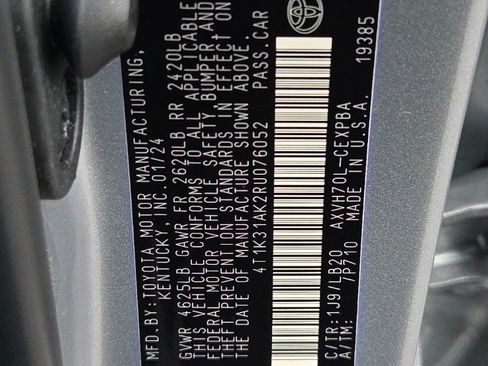 MFD.BY:TOYOTA MOTOR MANUFACTURING,
KENTUCKY, INC. 01/24
GVWR 4625LB GAWR FR 2620LB RR 2420LB
THIS VEHICLE CONFORMS TO ALL APPLICABLE
FEDERAL MOTOR VEHICLE SAFETY, BUMPER AND
THEFT PREVENTION STANDARDS IN EFFECT ON
THE DATE OF MANUFACTURE SHOWN ABOVE.
4T1K31AK2RU076052 PASS.CAR
C/TR:1J9/LB20 AXVH70L-CEXPBA
A/TM: /P710 MADE IN U.S.A. 19385